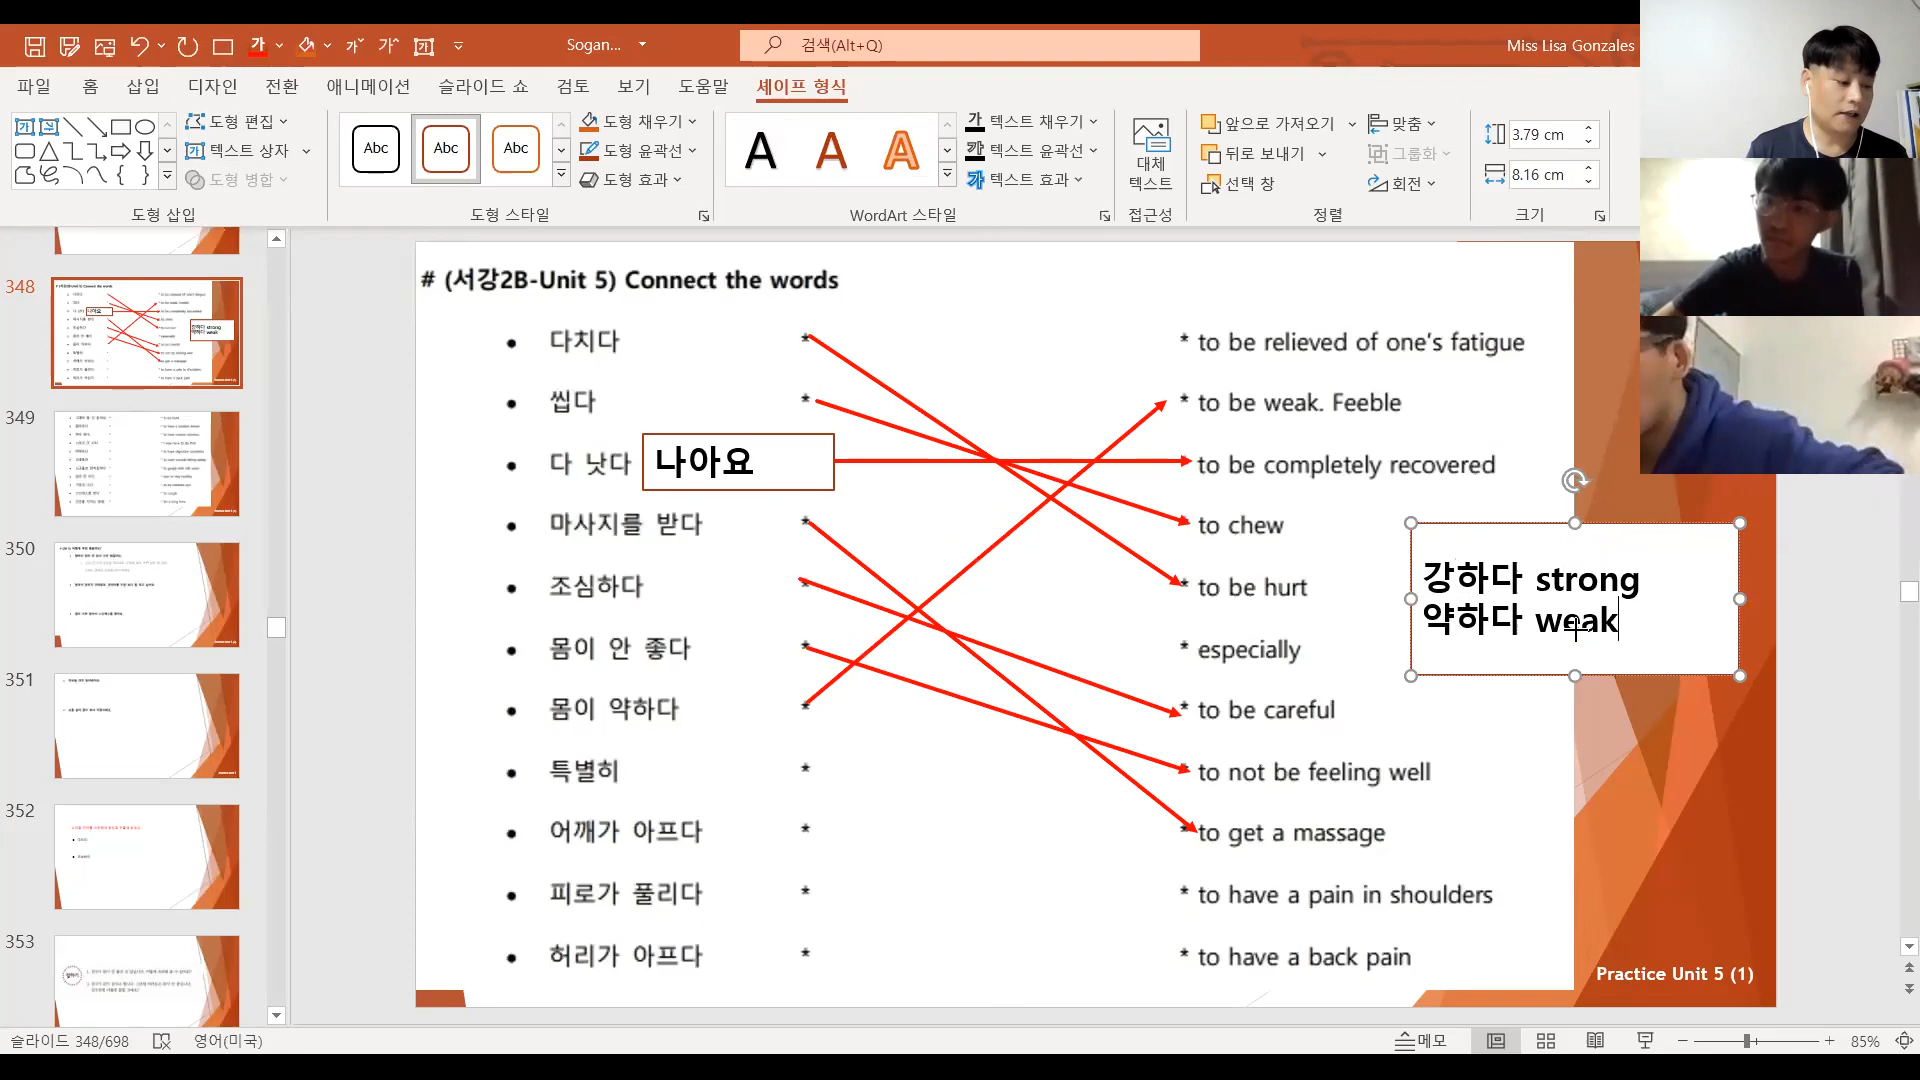 Sogan...
검색(Alt+Q)
Miss Lisa Gonzales
파일 홈 삽입 디자인 전환 애니메이션 슬라이드 쇼 검토 보기 도움말 셰이프 형식
도형 편집
텍스트 상자
도형 병합
도형 삽입
Abc Abc Abc
도형 채우기
도형 윤곽선
도형 효과
도형 스타일
A A A
텍스트 채우기
텍스트 윤곽선
텍스트 효과
WordArt 스타일
대체
텍스트
접근성
앞으로 가져오기
뒤로 보내기
선택 창
맞춤
그룹화
회전
정렬
3.79 cm
8.16 cm
크기
348
349
350
351
352
353
# (서강2B-Unit 5) Connect the words
• 다치다 * * to be relieved of one's fatigue
• 씹다 * * to be weak. Feeble
• 다 낫다 나아요 to be completely recovered
• 마사지를 받다 * * to chew
• 조심하다 * * to be hurt
• 몸이 안 좋다 * * especially
• 몸이 약하다 * * to be careful
• 특별히 * * to not be feeling well
• 어깨가 아프다 * * to get a massage
• 피로가 풀리다 * * to have a pain in shoulders
• 허리가 아프다 * * to have a back pain
강하다 strong
약하다 weak
Practice Unit 5 (1)
슬라이드 348/698
영어(미국)
메모
85%